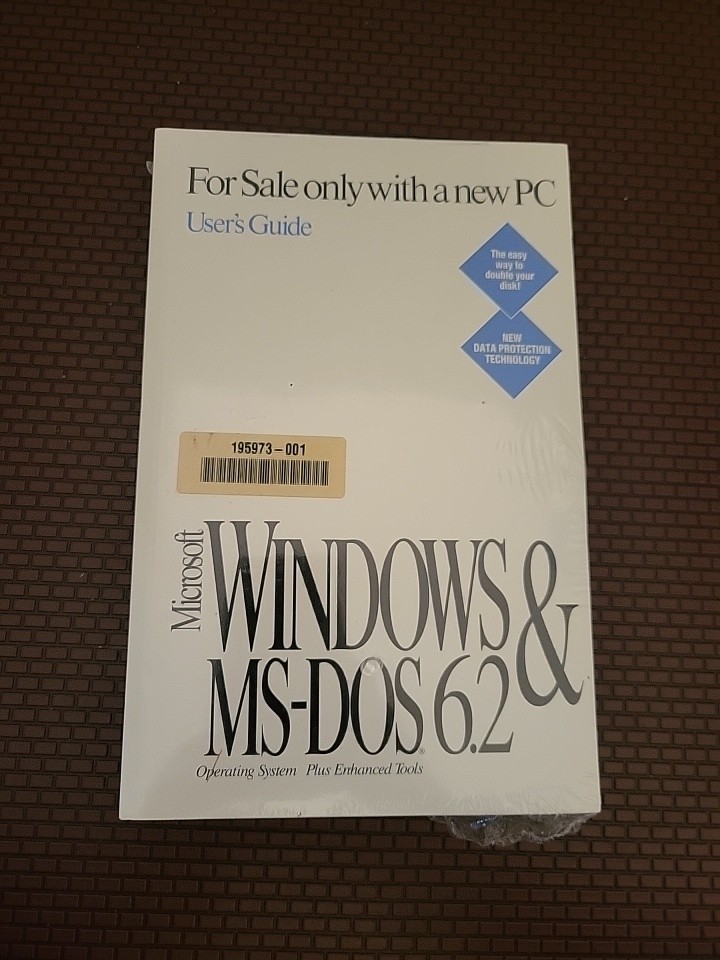 For Sale only with a new PC
User's Guide
The easy
way to
double your
disk!
NEW
DATA PROTECTION
TECHNOLOGY
195973-001
Microsoft
WINDOWS &
MS-DOS® 6.2
Operating System Plus Enhanced Tools